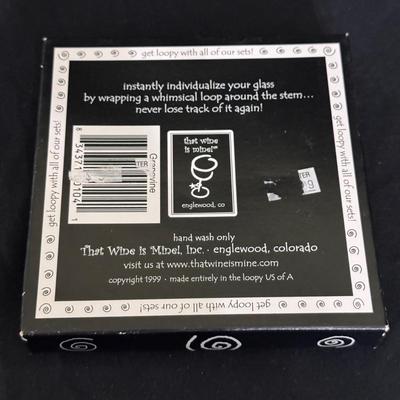 get loopy with all of our sets!
get loopy with all of our sets!
get loopy with all of our sets!
get loopy with all of our sets!
instantly individualize your glass
by wrapping a whimsical loop around the stem...
never lose track of it again!
that wine
is mine!™
englewood, co
hand wash only
That Wine is Mine!, Inc. · englewood, colorado
visit us at www.thatwineismine.com
copyright 1999 · made entirely in the loopy US of A